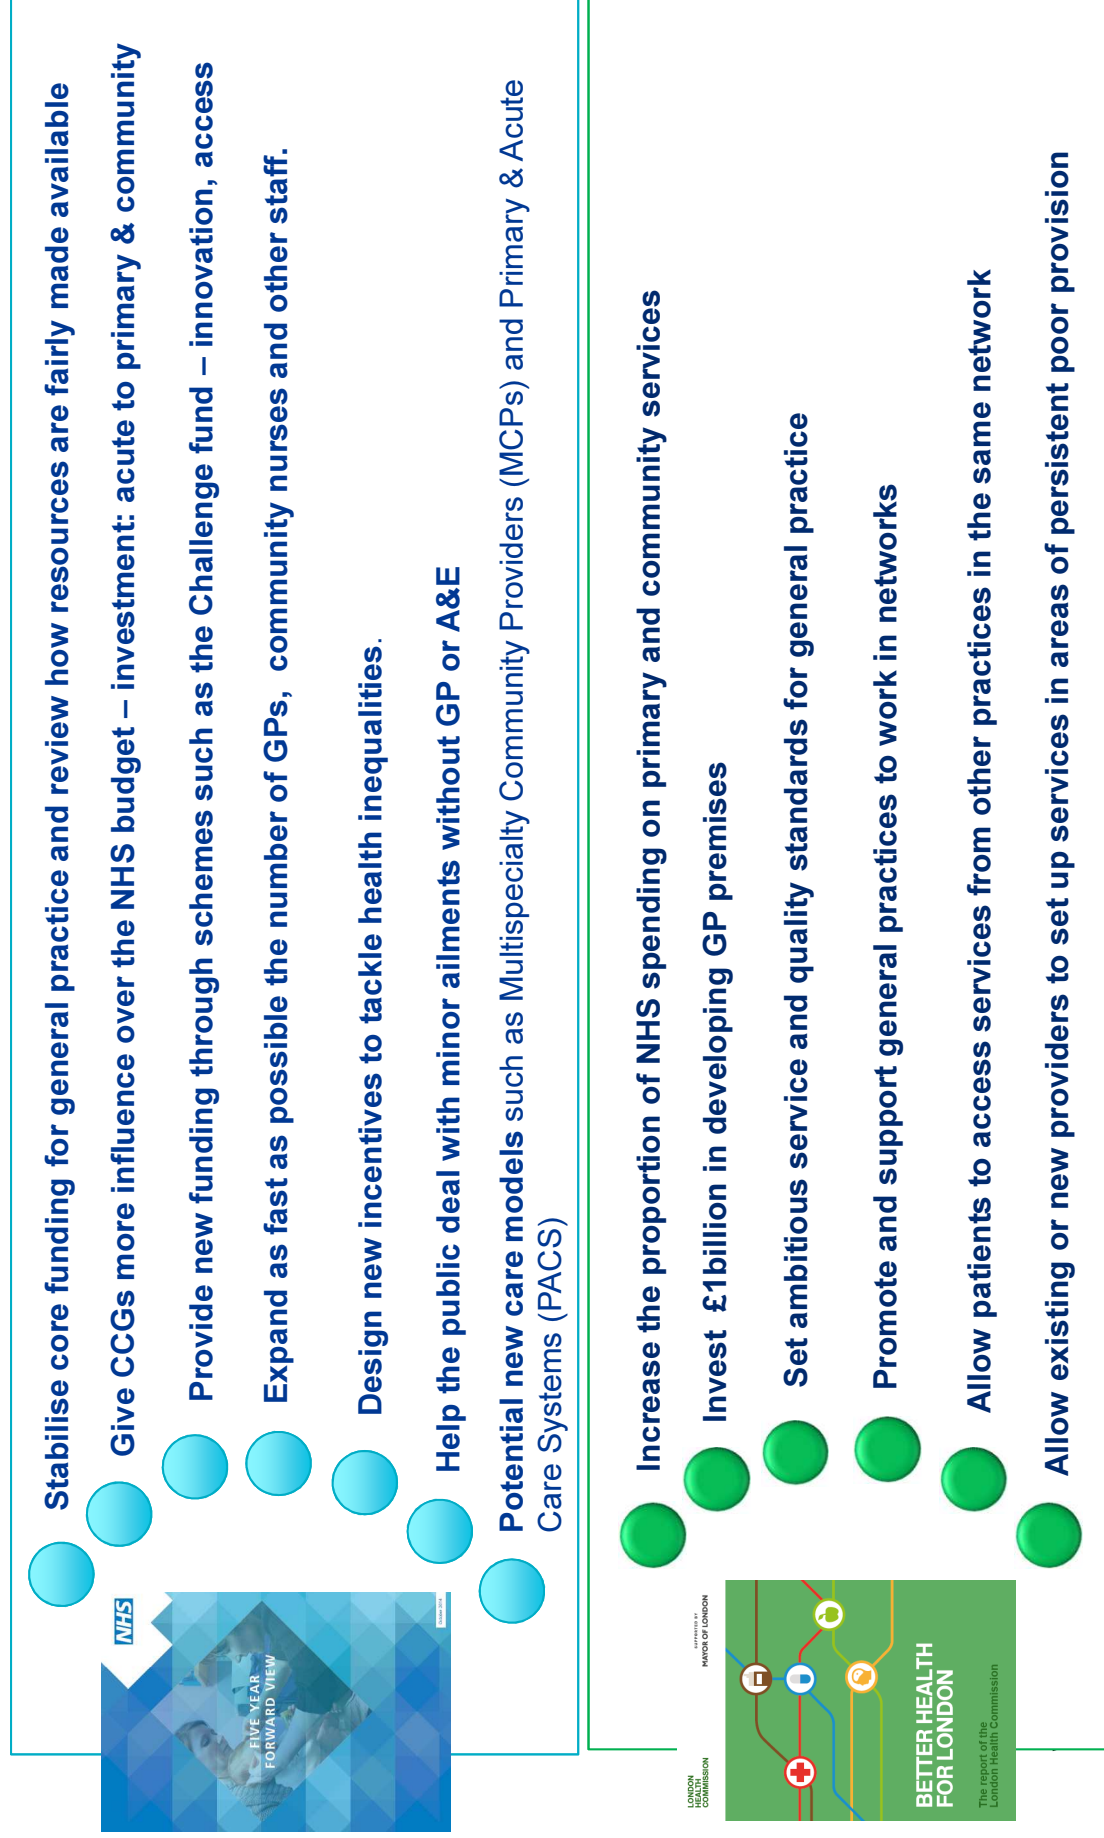 Stabilise core funding for general practice and review how resources are fairly made available
Give CCGs more influence over the NHS budget – investment: acute to primary & community
Provide new funding through schemes such as the Challenge fund – innovation, access
Expand as fast as possible the number of GPs, community nurses and other staff.
Design new incentives to tackle health inequalities.
Help the public deal with minor ailments without GP or A&E
Potential new care models such as Multispecialty Community Providers (MCPs) and Primary & Acute
Care Systems (PACS)
NHS
FIVE YEAR
FORWARD VIEW
October 2014
Increase the proportion of NHS spending on primary and community services
Invest £1billion in developing GP premises
Set ambitious service and quality standards for general practice
Promote and support general practices to work in networks
Allow patients to access services from other practices in the same network
Allow existing or new providers to set up services in areas of persistent poor provision
LONDON
HEALTH
COMMISSION
SUPPORTED BY
MAYOR OF LONDON
BETTER HEALTH
FOR LONDON
The report of the
London Health Commission